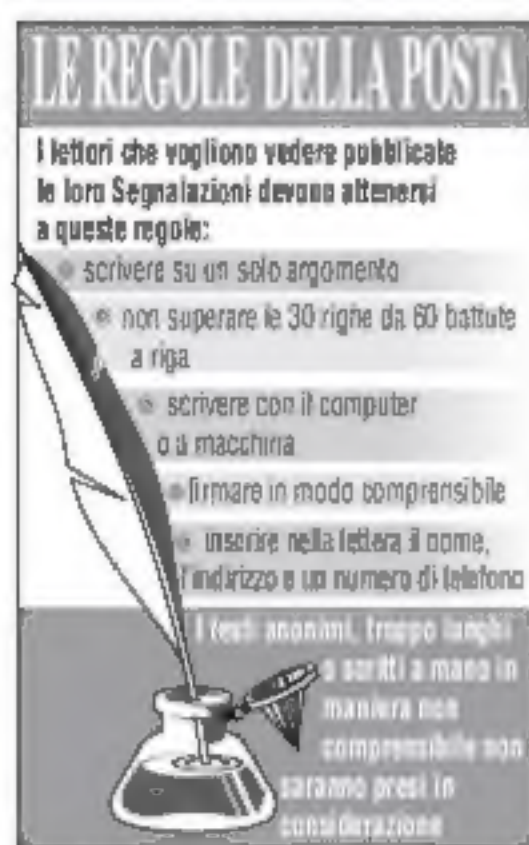 LE REGOLE DELLA POSTA
I lettori che vogliono vedere pubblicate
le loro Segnalazioni devono attenersi
a queste regole:
• scrivere su un solo argomento
• non superare le 30 righe da 60 battute
a riga
• scrivere con il computer
o a macchina
• firmare in modo comprensibile
• inserire nella lettera il nome,
l'indirizzo e un numero di telefono
I testi anonimi, troppo lunghi
o scritti a mano in
maniera non
comprensibile non
saranno presi in
considerazione